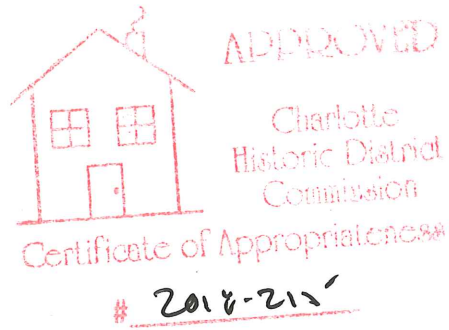 APPROVED
Charlotte
Historic District
Commission
Certificate of Appropriateness
# 2018-215